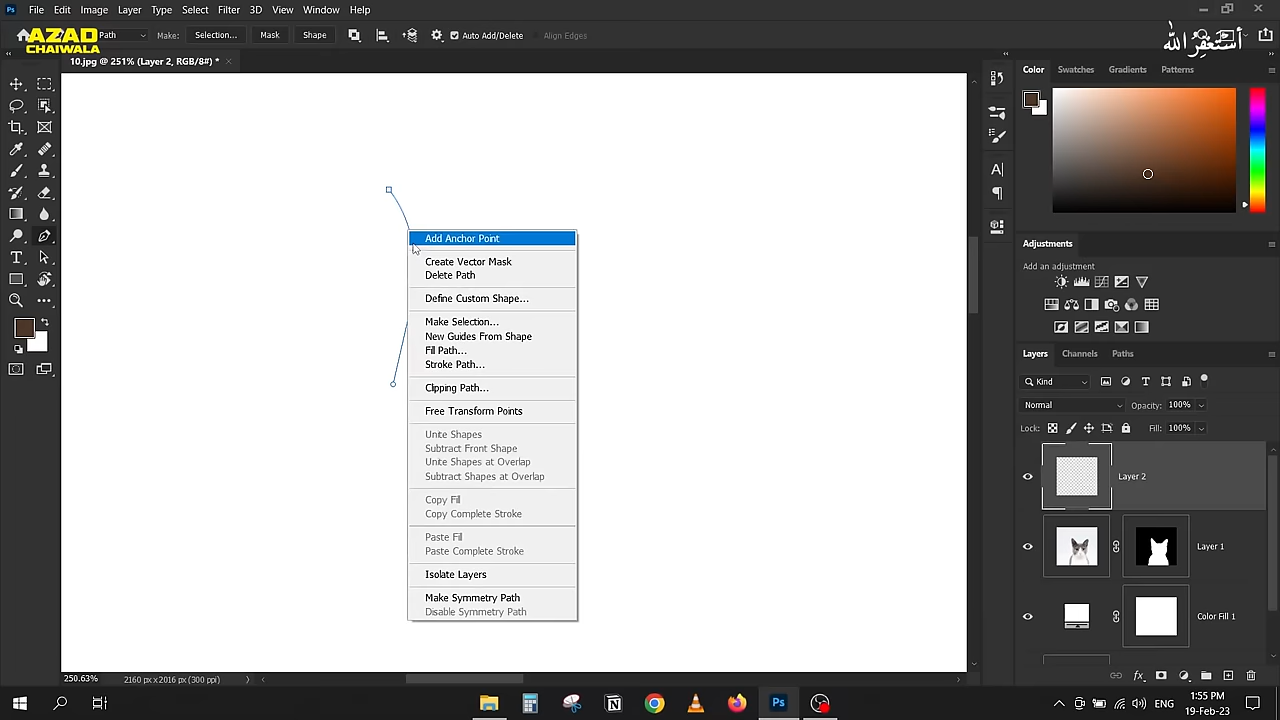 Ps File Edit Image Layer Type Select Filter 3D View Window Help
AZAD
CHAIWALA
Path Make: Selection... Mask Shape Auto Add/Delete Align Edges
أستغفر الله
10.jpg @ 251% (Layer 2, RGB/8#) *
Color Swatches Gradients Patterns
Add Anchor Point
Create Vector Mask
Delete Path
Define Custom Shape...
Make Selection...
New Guides From Shape
Fill Path...
Stroke Path...
Clipping Path...
Free Transform Points
Unite Shapes
Subtract Front Shape
Unite Shapes at Overlap
Subtract Shapes at Overlap
Copy Fill
Copy Complete Stroke
Paste Fill
Paste Complete Stroke
Isolate Layers
Make Symmetry Path
Disable Symmetry Path
Adjustments
Add an adjustment
Layers Channels Paths
Kind
Normal Opacity: 100%
Lock: Fill: 100%
Layer 2
Layer 1
Color Fill 1
250.63% 2160 px x 2016 px (300 ppi)
ENG
1:55 PM
19-Feb-23